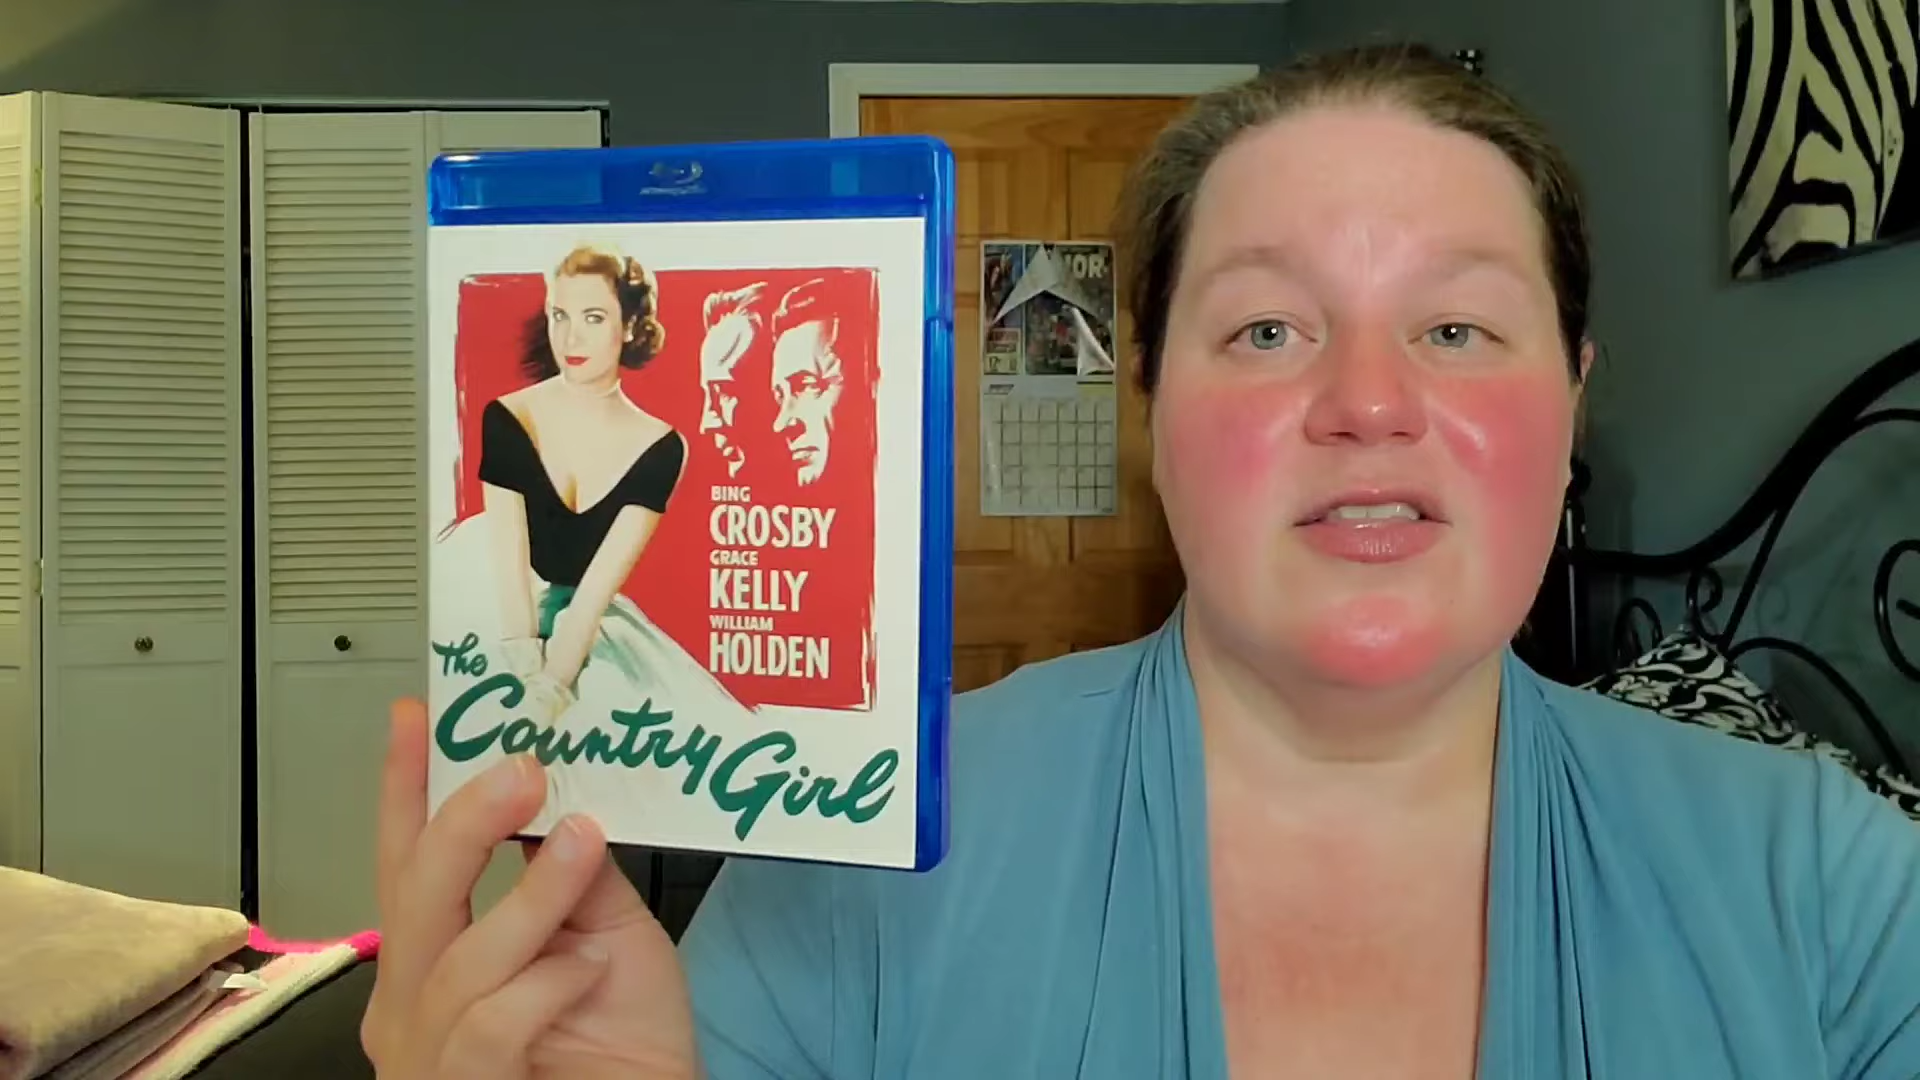 BING
CROSBY
GRACE
KELLY
WILLIAM
HOLDEN
The
Country Girl